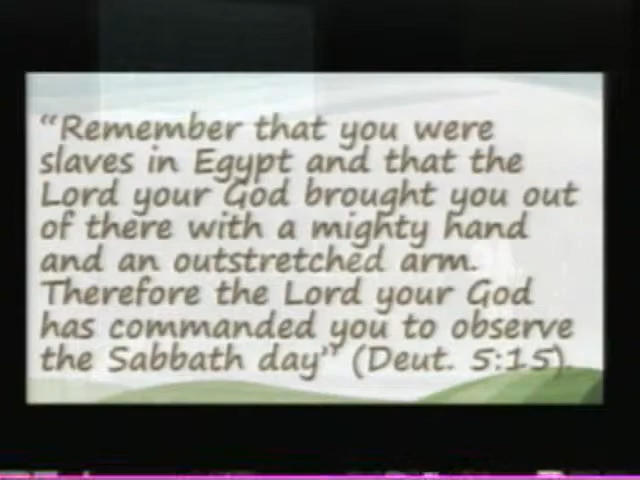 “Remember that you were
slaves in Egypt and that the
Lord your God brought you out
of there with a mighty hand
and an outstretched arm.
Therefore the Lord your God
has commanded you to observe
the Sabbath day” (Deut. 5:15).